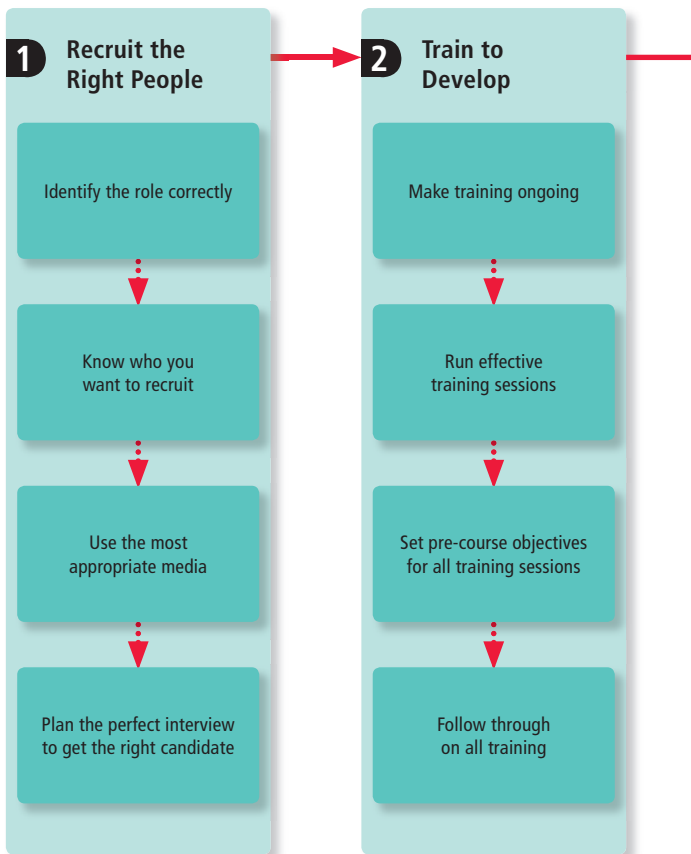 1
Recruit the
Right People
Identify the role correctly
Know who you
want to recruit
Use the most
appropriate media
Plan the perfect interview
to get the right candidate
2
Train to
Develop
Make training ongoing
Run effective
training sessions
Set pre-course objectives
for all training sessions
Follow through
on all training